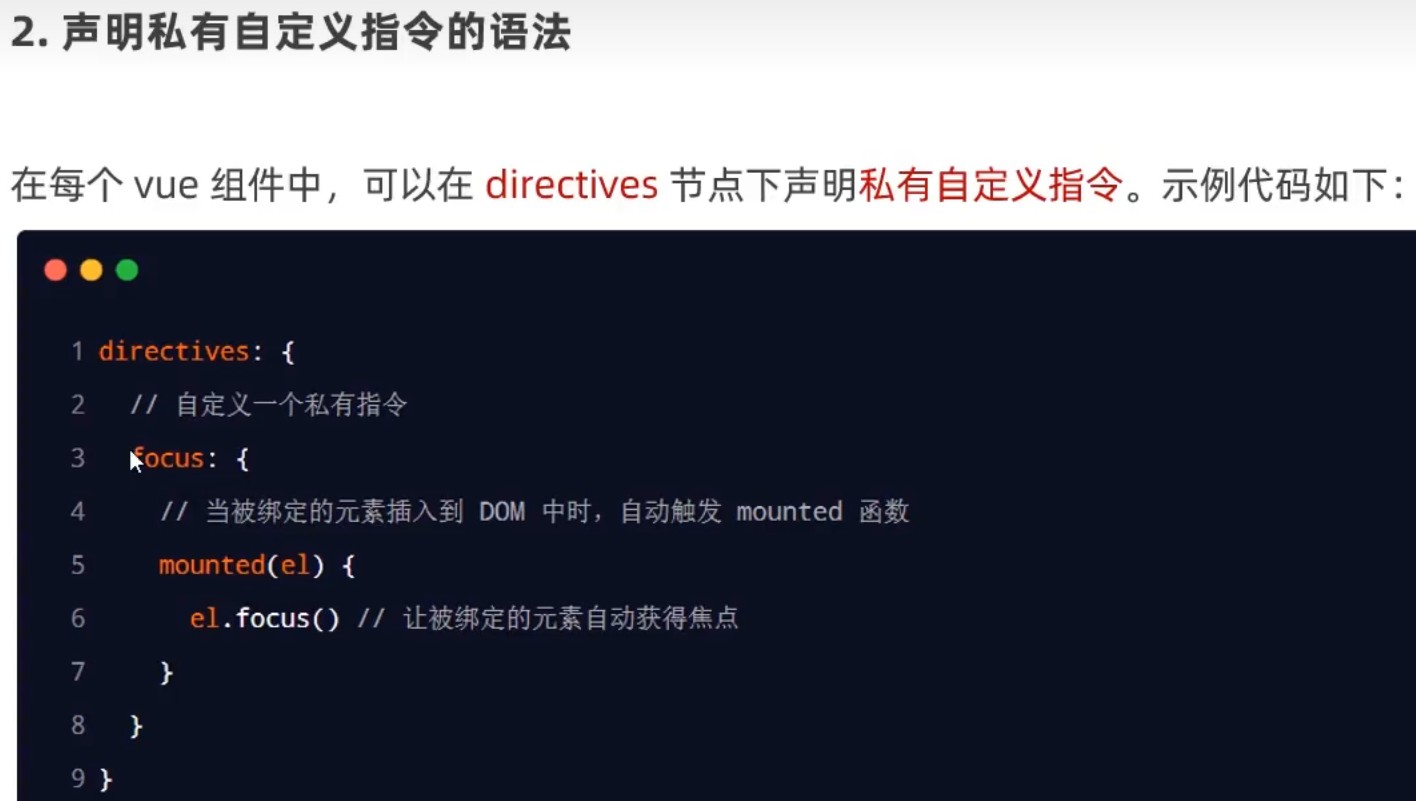 2. 声明私有自定义指令的语法
在每个 vue 组件中，可以在 directives 节点下声明私有自定义指令。示例代码如下：
1 directives: {
2   // 自定义一个私有指令
3   focus: {
4     // 当被绑定的元素插入到 DOM 中时，自动触发 mounted 函数
5     mounted(el) {
6       el.focus() // 让被绑定的元素自动获得焦点
7     }
8   }
9 }